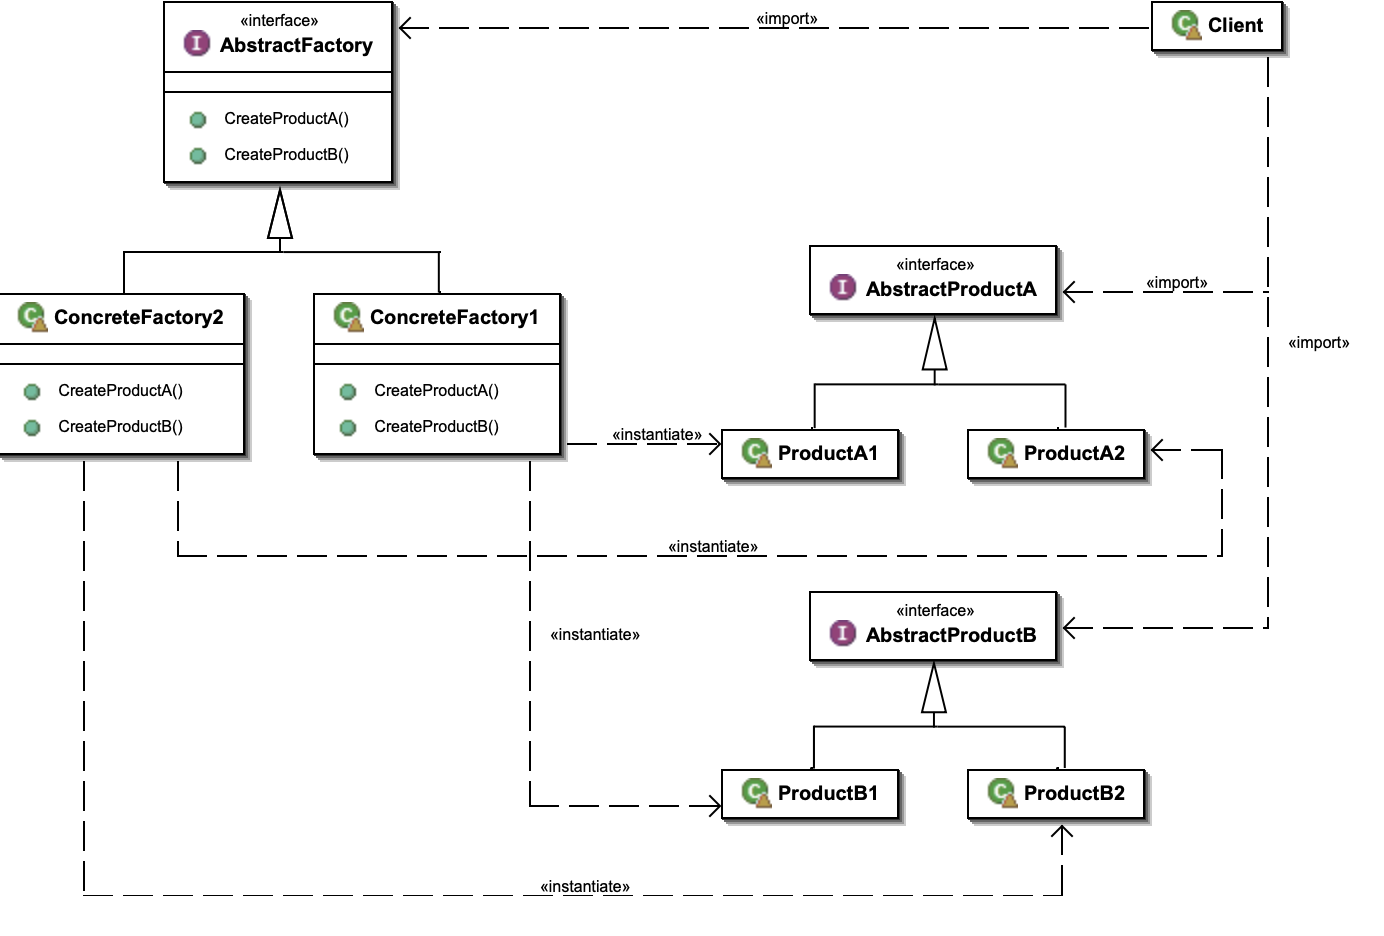 «interface»
I AbstractFactory
CreateProductA()
CreateProductB()
«import»
C Client
C ConcreteFactory2
CreateProductA()
CreateProductB()
C ConcreteFactory1
CreateProductA()
CreateProductB()
«interface»
I AbstractProductA
«import»
«import»
«instantiate»
C ProductA1
C ProductA2
«instantiate»
«interface»
I AbstractProductB
«instantiate»
C ProductB1
C ProductB2
«instantiate»